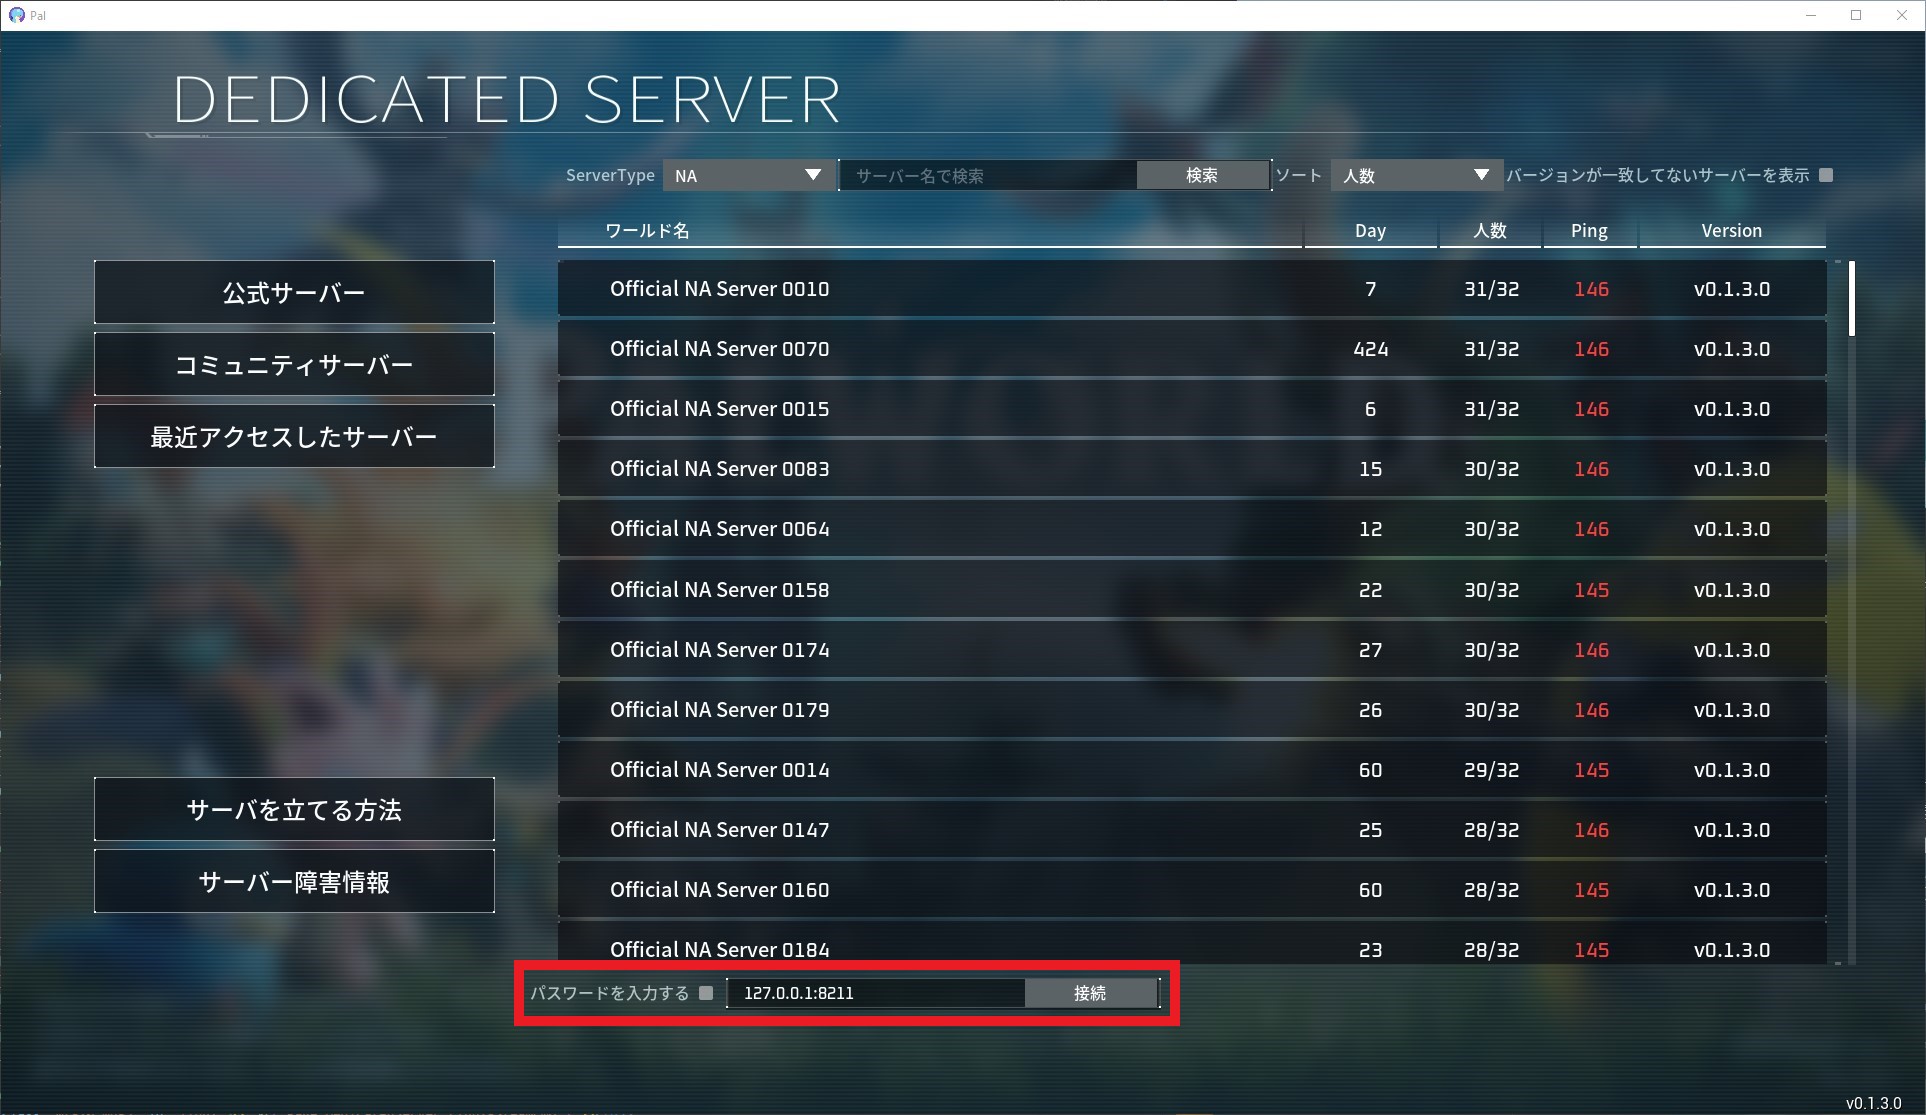 Pal
DEDICATED SERVER
ServerType NA サーバー名で検索 検索 ソート 人数 バージョンが一致してないサーバーを表示
ワールド名 Day 人数 Ping Version
公式サーバー
コミュニティサーバー
最近アクセスしたサーバー
サーバを立てる方法
サーバー障害情報
Official NA Server 0010 7 31/32 146 v0.1.3.0
Official NA Server 0070 424 31/32 146 v0.1.3.0
Official NA Server 0015 6 31/32 146 v0.1.3.0
Official NA Server 0083 15 30/32 146 v0.1.3.0
Official NA Server 0064 12 30/32 146 v0.1.3.0
Official NA Server 0158 22 30/32 145 v0.1.3.0
Official NA Server 0174 27 30/32 146 v0.1.3.0
Official NA Server 0179 26 30/32 146 v0.1.3.0
Official NA Server 0014 60 29/32 145 v0.1.3.0
Official NA Server 0147 25 28/32 146 v0.1.3.0
Official NA Server 0160 60 28/32 145 v0.1.3.0
Official NA Server 0184 23 28/32 145 v0.1.3.0
パスワードを入力する 127.0.0.1:8211 接続
v0.1.3.0